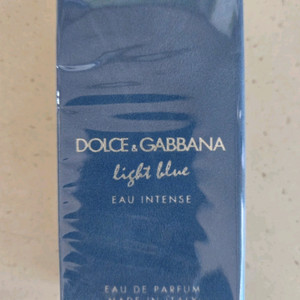 DOLCE & GABBANA
light blue
EAU INTENSE
EAU DE PARFUM
MADE IN ITALY